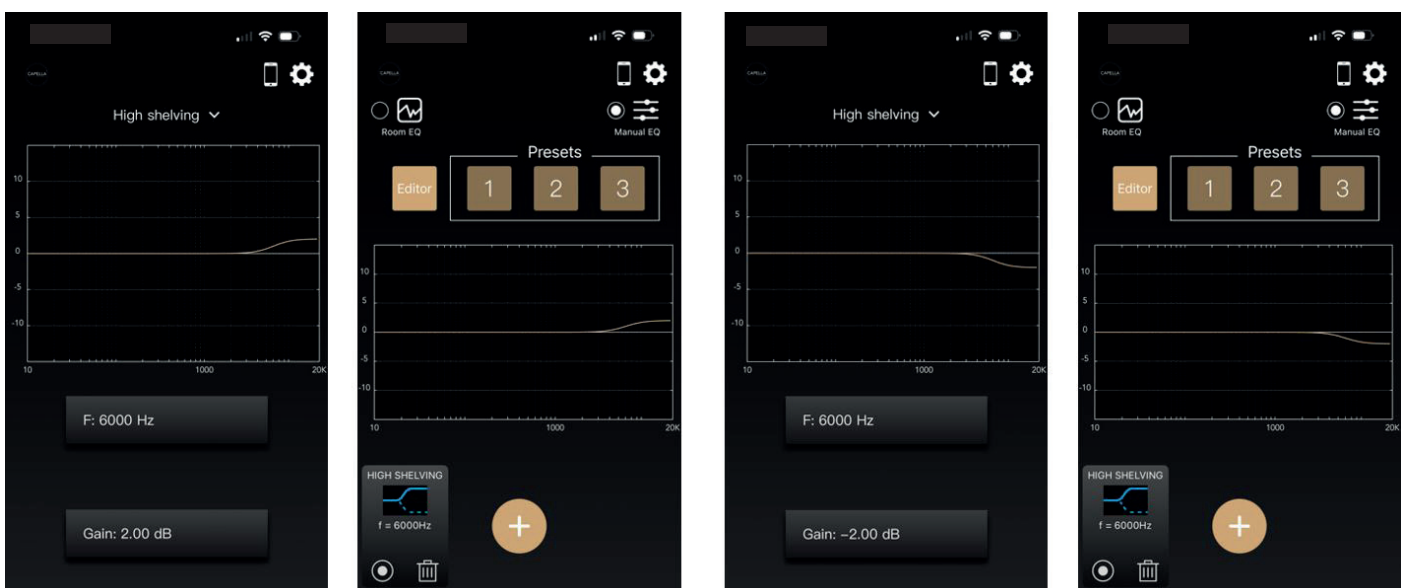 CAPELLA
High shelving
10
5
0
-5
-10
10 1000 20K
F: 6000 Hz
Gain: 2.00 dB
CAPELLA
Room EQ
Manual EQ
Presets
Editor 1 2 3
10
5
0
-5
-10
10 1000 20K
HIGH SHELVING
f = 6000Hz
+
CAPELLA
High shelving
10
5
0
-5
-10
10 1000 20K
F: 6000 Hz
Gain: −2.00 dB
CAPELLA
Room EQ
Manual EQ
Presets
Editor 1 2 3
10
5
0
-5
-10
10 1000 20K
HIGH SHELVING
f = 6000Hz
+